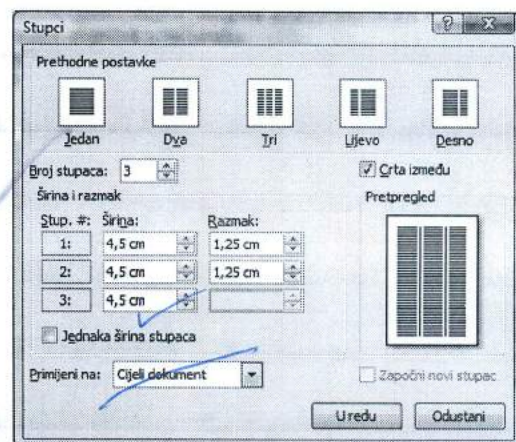 Stupci
Prethodne postavke
Jedan Dva Tri Lijevo Desno
Broj stupaca: 3
Crta između
Širina i razmak
Pretpregled
Stup. #: Širina: Razmak:
1: 4,5 cm 1,25 cm
2: 4,5 cm 1,25 cm
3: 4,5 cm
Jednaka širina stupaca
Primijeni na: Cijeli dokument
Započni novi stupac
U redu Odustani